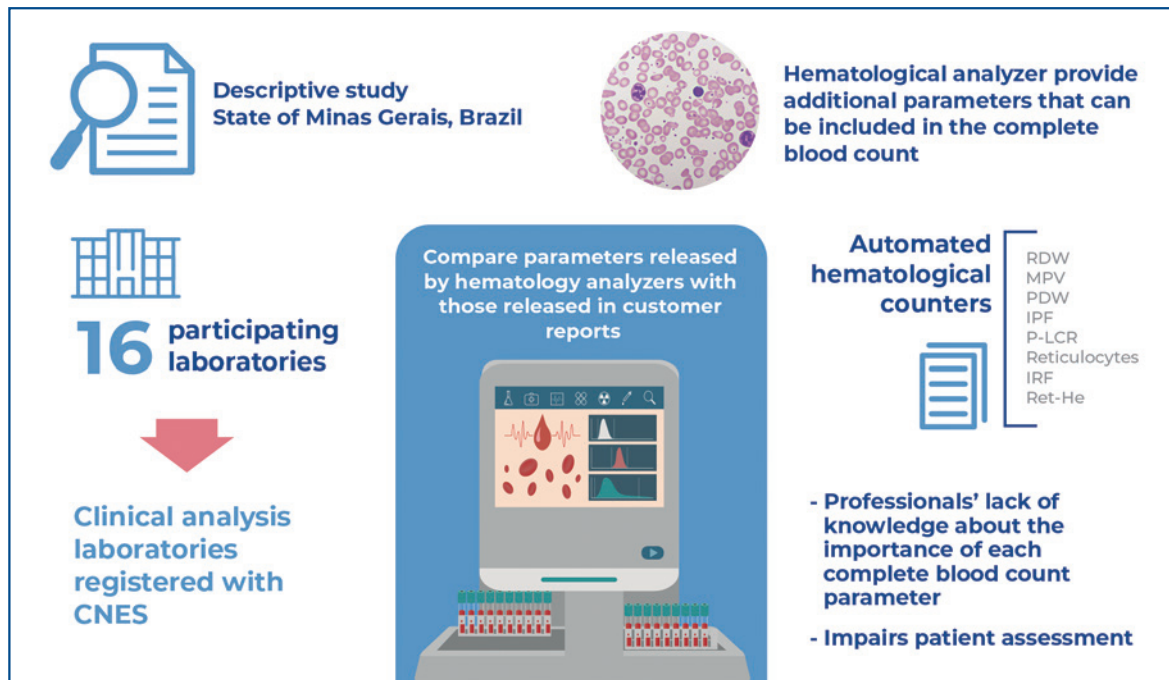 Descriptive study
State of Minas Gerais, Brazil
Hematological analyzer provide
additional parameters that can
be included in the complete
blood count
16 participating
laboratories
Clinical analysis
laboratories
registered with
CNES
Compare parameters released
by hematology analyzers with
those released in customer
reports
Automated
hematological
counters
RDW
MPV
PDW
IPF
P-LCR
Reticulocytes
IRF
Ret-He
- Professionals’ lack of
knowledge about the
importance of each
complete blood count
parameter
- Impairs patient assessment